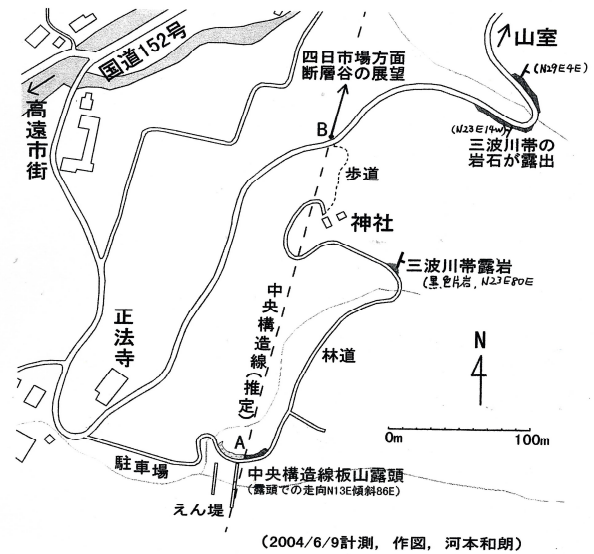 山室
(N29E4E)
国道152号
四日市場方面
断層谷の展望
高遠市街
B
(N23E14W)
三波川帯の
岩石が露出
歩道
神社
三波川帯露岩
(黒色片岩, N23E80E)
中央構造線(推定)
正法寺
林道
N
0m 100m
A
駐車場
中央構造線板山露頭
(露頭での走向N13E傾斜86E)
えん堤
(2004/6/9計測, 作図, 河本和朗)